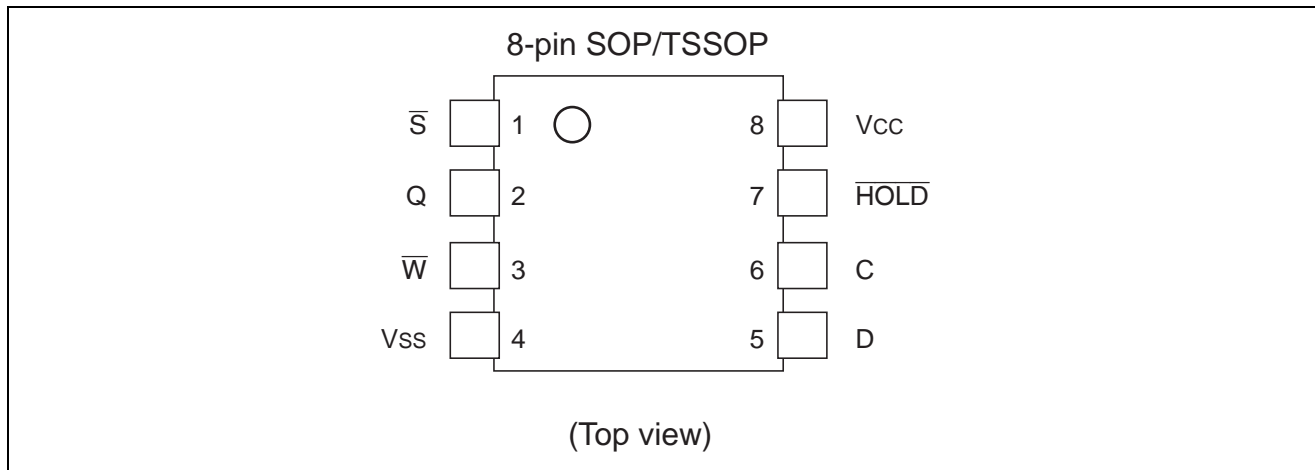 8-pin SOP/TSSOP
S̅ 1 8 VCC
Q 2 7 H̅O̅L̅D̅
W̅ 3 6 C
VSS 4 5 D
(Top view)